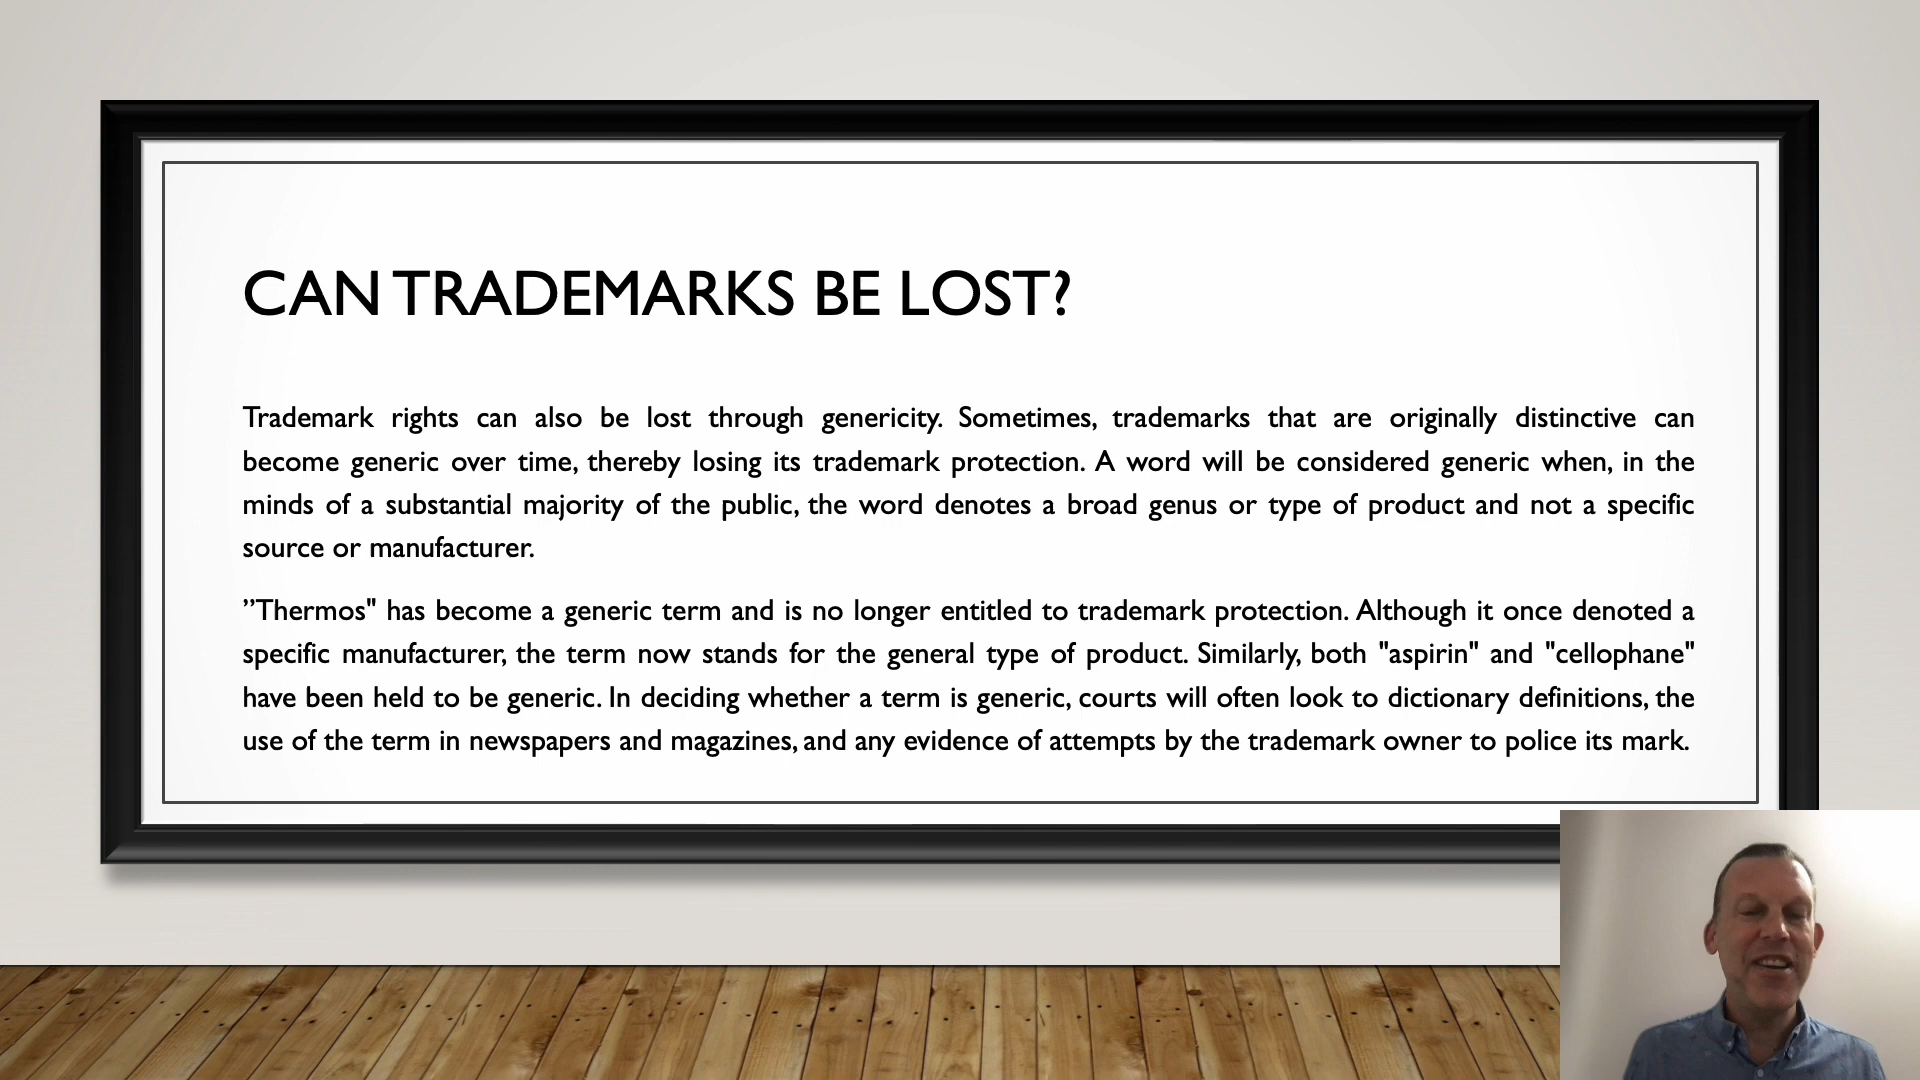 CAN TRADEMARKS BE LOST?
Trademark rights can also be lost through genericity. Sometimes, trademarks that are originally distinctive can
become generic over time, thereby losing its trademark protection. A word will be considered generic when, in the
minds of a substantial majority of the public, the word denotes a broad genus or type of product and not a specific
source or manufacturer.
”Thermos" has become a generic term and is no longer entitled to trademark protection. Although it once denoted a
specific manufacturer, the term now stands for the general type of product. Similarly, both "aspirin" and "cellophane"
have been held to be generic. In deciding whether a term is generic, courts will often look to dictionary definitions, the
use of the term in newspapers and magazines, and any evidence of attempts by the trademark owner to police its mark.